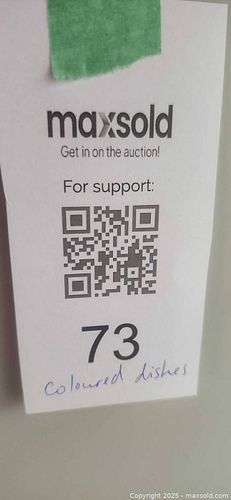 maxsold
Get in on the auction!
For support:
73
Coloured dishes
Copyright 2025 - maxsold.com